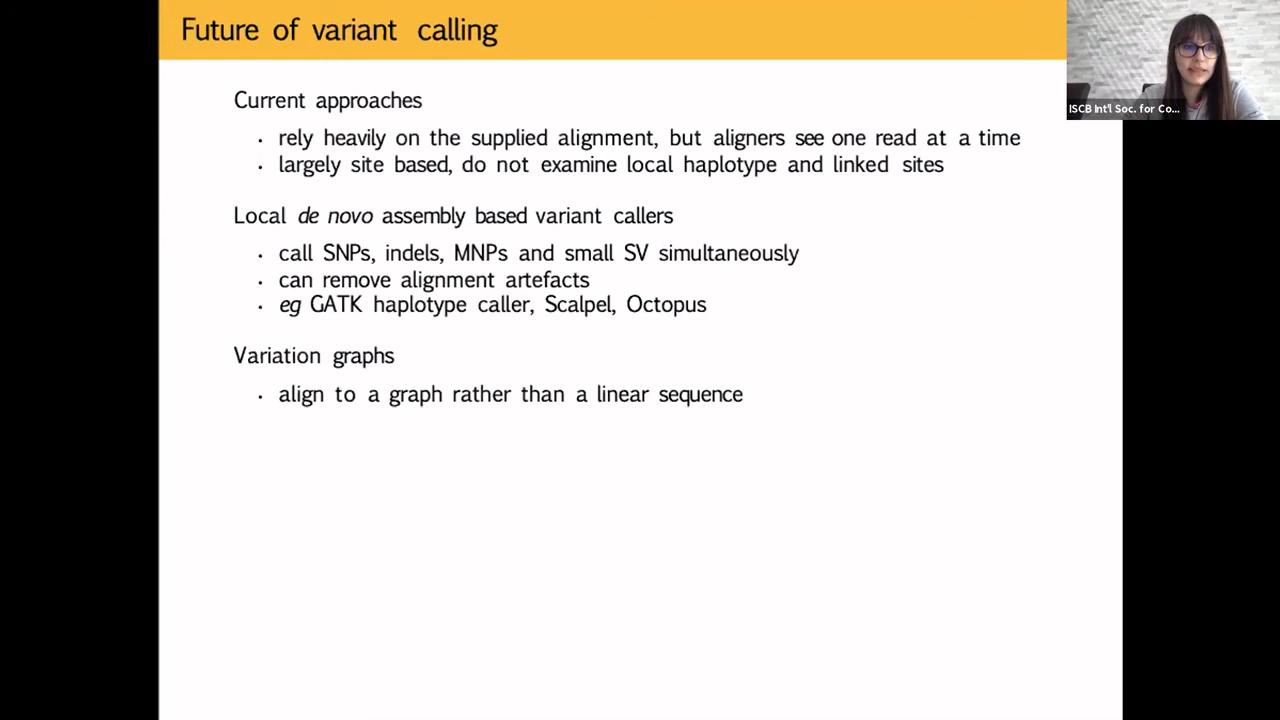 Future of variant calling
ISCB Int'l Soc. for Co...
Current approaches
· rely heavily on the supplied alignment, but aligners see one read at a time
· largely site based, do not examine local haplotype and linked sites
Local de novo assembly based variant callers
· call SNPs, indels, MNPs and small SV simultaneously
· can remove alignment artefacts
· eg GATK haplotype caller, Scalpel, Octopus
Variation graphs
· align to a graph rather than a linear sequence